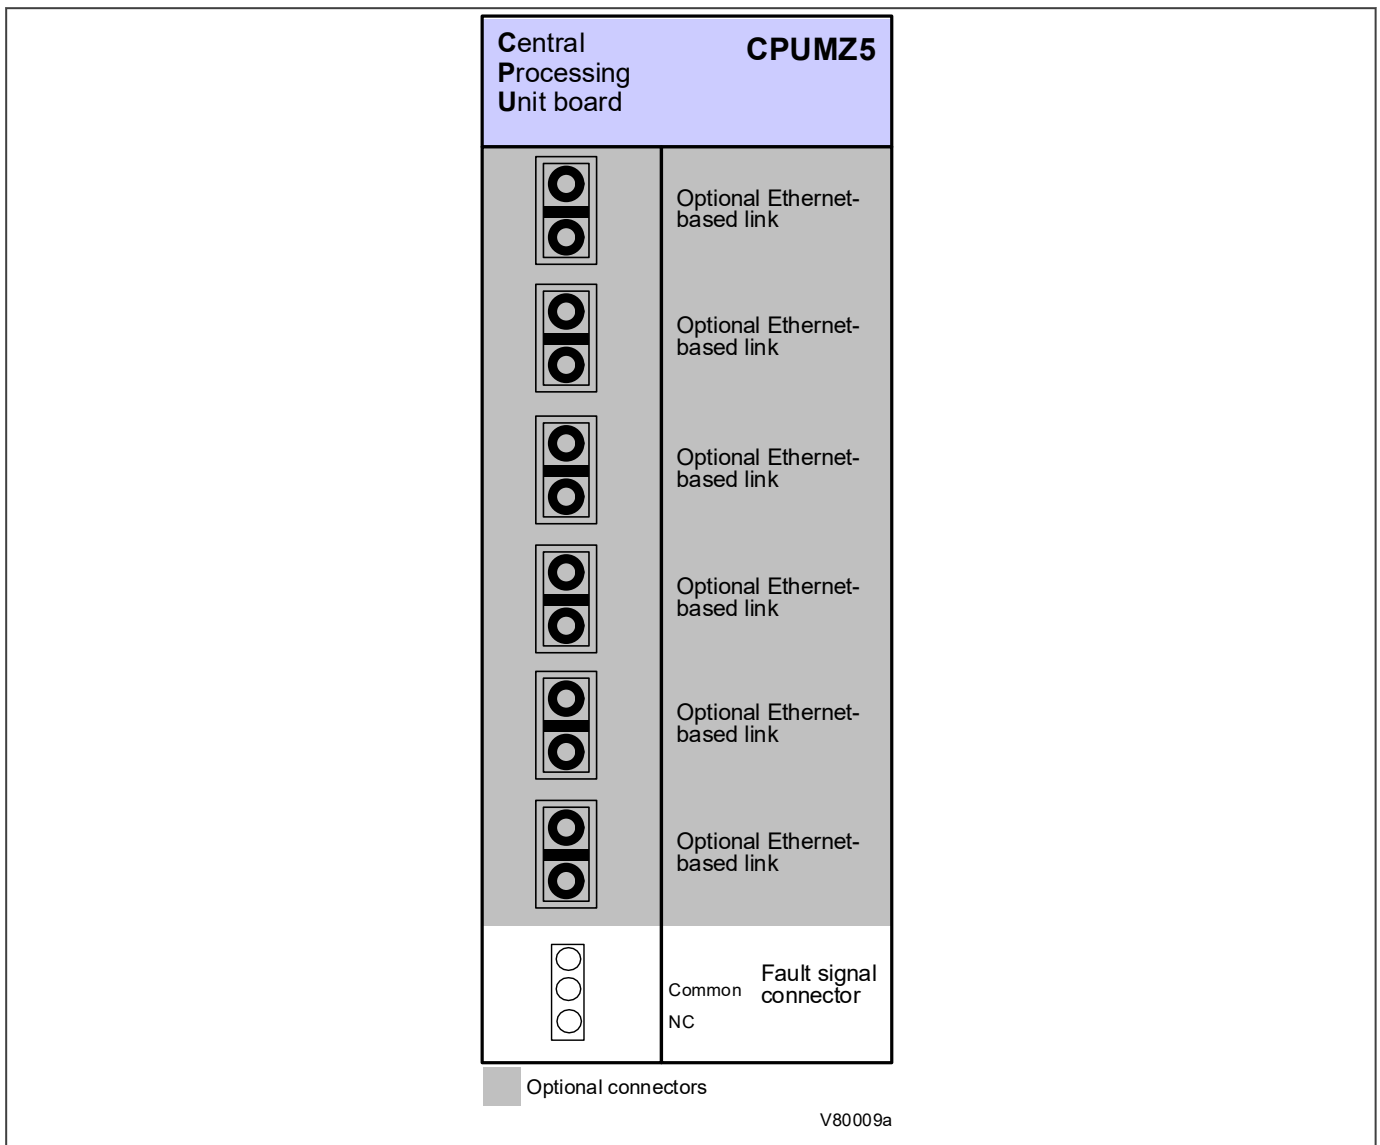 Central
Processing
Unit board
CPUMZ5
Optional Ethernet-
based link
Optional Ethernet-
based link
Optional Ethernet-
based link
Optional Ethernet-
based link
Optional Ethernet-
based link
Optional Ethernet-
based link
Fault signal
connector
Common
NC
Optional connectors
V80009a